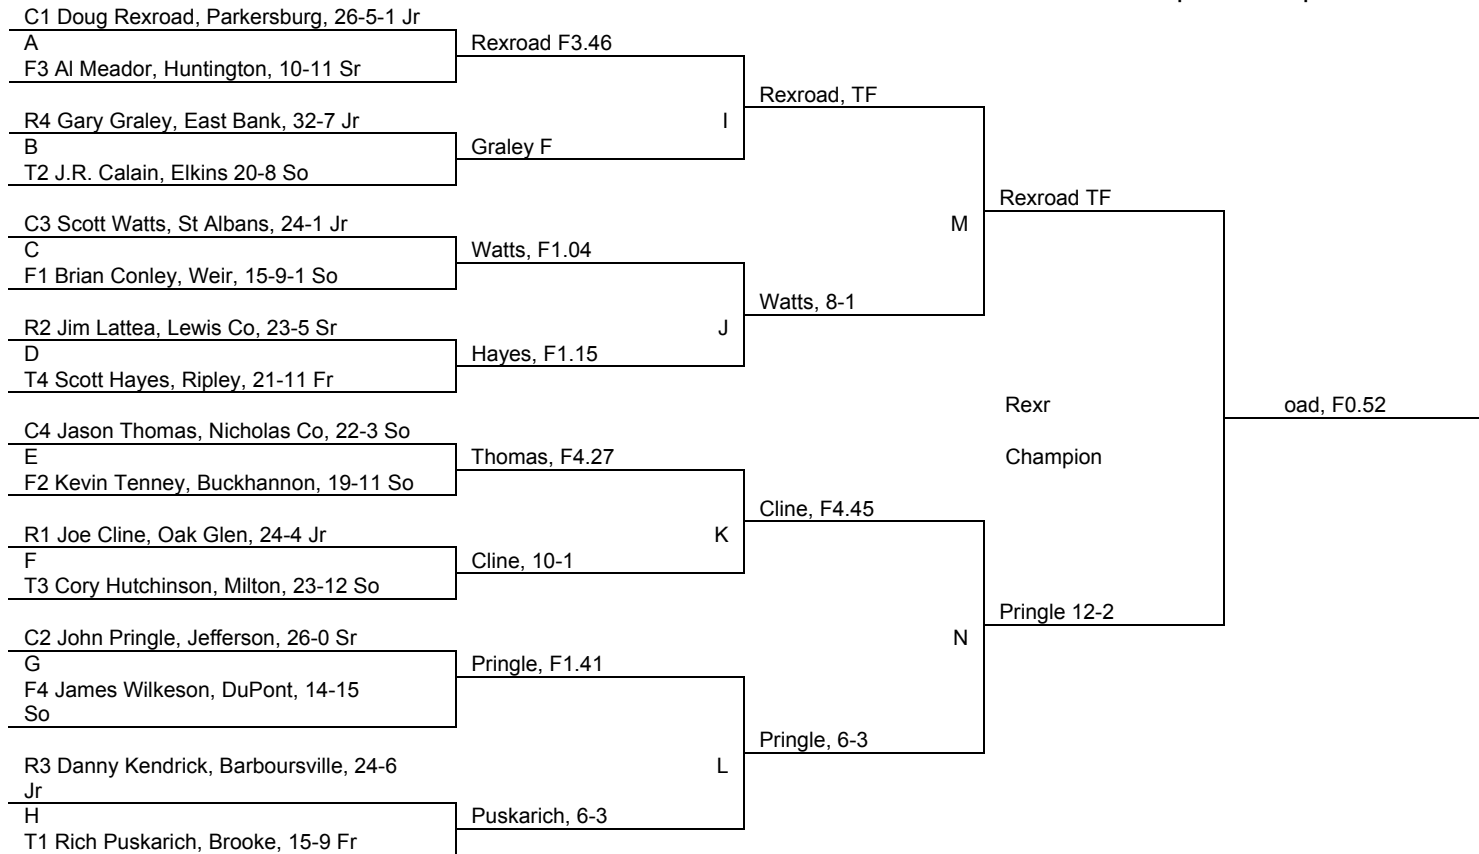 C1 Doug Rexroad, Parkersburg, 26-5-1 Jr
A
F3 Al Meador, Huntington, 10-11 Sr
Rexroad F3.46
R4 Gary Graley, East Bank, 32-7 Jr
B
T2 J.R. Calain, Elkins 20-8 So
Graley F
I
Rexroad, TF
C3 Scott Watts, St Albans, 24-1 Jr
C
F1 Brian Conley, Weir, 15-9-1 So
Watts, F1.04
R2 Jim Lattea, Lewis Co, 23-5 Sr
D
T4 Scott Hayes, Ripley, 21-11 Fr
Hayes, F1.15
J
Watts, 8-1
M
Rexroad TF
C4 Jason Thomas, Nicholas Co, 22-3 So
E
F2 Kevin Tenney, Buckhannon, 19-11 So
Thomas, F4.27
R1 Joe Cline, Oak Glen, 24-4 Jr
F
T3 Cory Hutchinson, Milton, 23-12 So
Cline, 10-1
K
Cline, F4.45
C2 John Pringle, Jefferson, 26-0 Sr
G
F4 James Wilkeson, DuPont, 14-15
So
Pringle, F1.41
R3 Danny Kendrick, Barboursville, 24-6
Jr
H
T1 Rich Puskarich, Brooke, 15-9 Fr
Puskarich, 6-3
L
Pringle, 6-3
N
Pringle 12-2
Rexr oad, F0.52
Champion